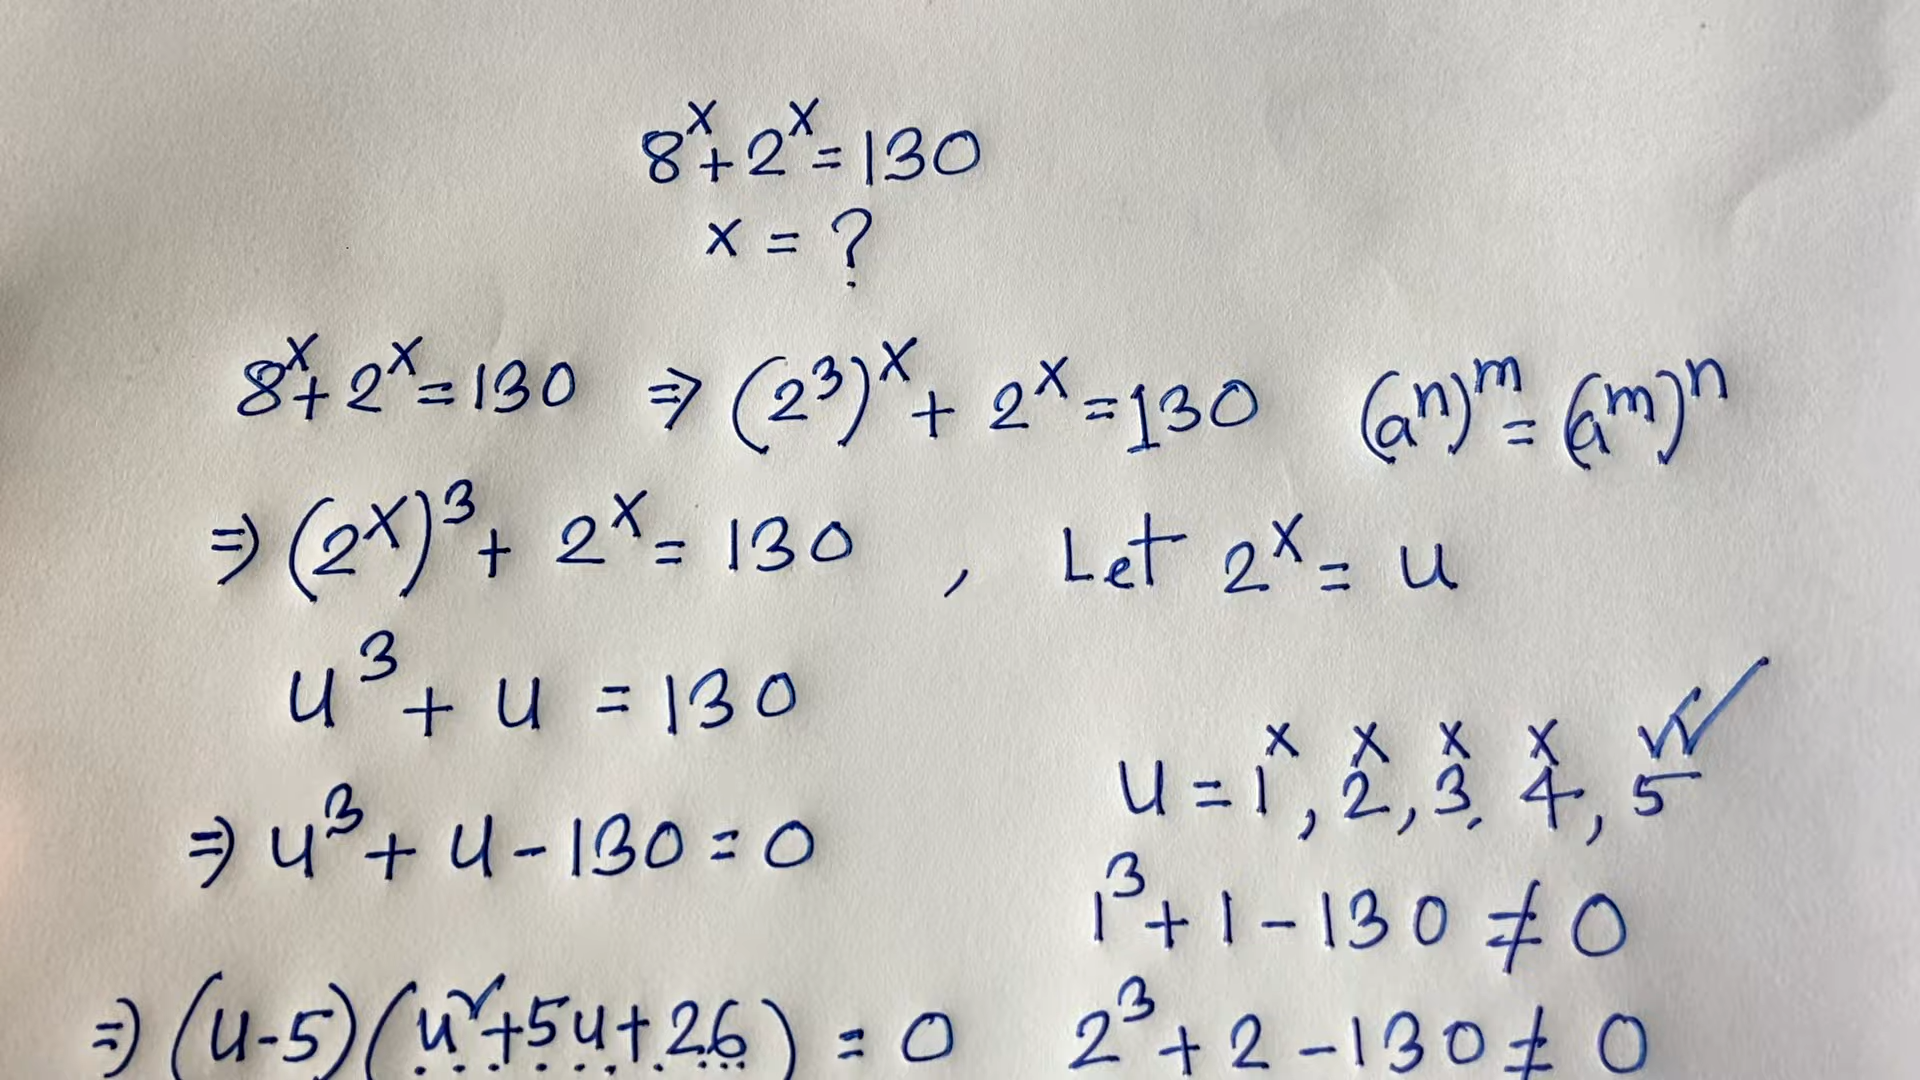 8^x + 2^x = 130
x = ?
8^x + 2^x = 130 ⇒ (2^3)^x + 2^x = 130 (a^n)^m = (a^m)^n
⇒ (2^x)^3 + 2^x = 130 , Let 2^x = u
u^3 + u = 130
u = 1^x, 2^x, 3^x, 4^x, 5 ✓✓
⇒ u^3 + u - 130 = 0
1^3 + 1 - 130 ≠ 0
⇒ (u-5)(u^2 + 5u + 26) = 0
2^3 + 2 - 130 ≠ 0